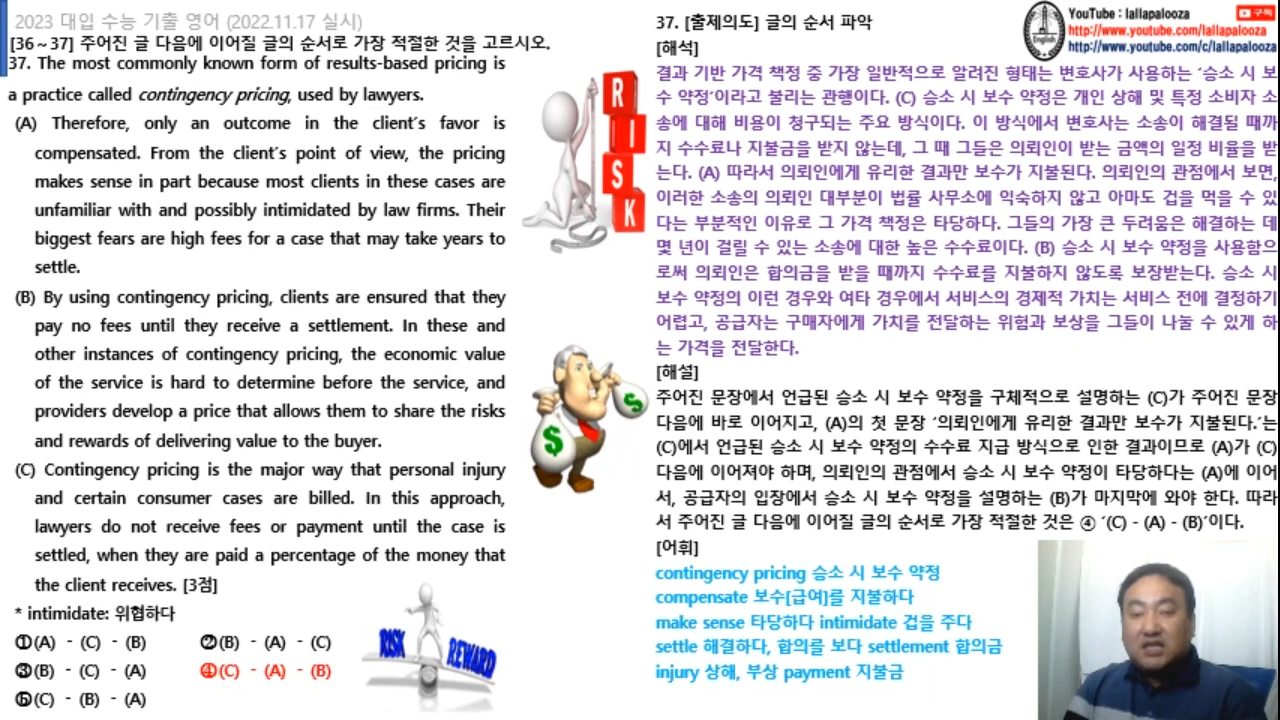 2023 대입 수능 기출 영어 (2022.11.17 실시)
[36~37] 주어진 글 다음에 이어질 글의 순서로 가장 적절한 것을 고르시오.
37. The most commonly known form of results-based pricing is
a practice called contingency pricing, used by lawyers.
(A) Therefore, only an outcome in the client's favor is
compensated. From the client's point of view, the pricing
makes sense in part because most clients in these cases are
unfamiliar with and possibly intimidated by law firms. Their
biggest fears are high fees for a case that may take years to
settle.
(B) By using contingency pricing, clients are ensured that they
pay no fees until they receive a settlement. In these and
other instances of contingency pricing, the economic value
of the service is hard to determine before the service, and
providers develop a price that allows them to share the risks
and rewards of delivering value to the buyer.
(C) Contingency pricing is the major way that personal injury
and certain consumer cases are billed. In this approach,
lawyers do not receive fees or payment until the case is
settled, when they are paid a percentage of the money that
the client receives. [3점]
* intimidate: 위협하다
①(A) - (C) - (B) ②(B) - (A) - (C)
③(B) - (C) - (A) ④(C) - (A) - (B)
⑤(C) - (B) - (A)
RISK
$
$
RISK
REWARD
37. [출제의도] 글의 순서 파악
[해석]
결과 기반 가격 책정 중 가장 일반적으로 알려진 형태는 변호사가 사용하는 '승소 시 보
수 약정'이라고 불리는 관행이다. (C) 승소 시 보수 약정은 개인 상해 및 특정 소비자 소
송에 대해 비용이 청구되는 주요 방식이다. 이 방식에서 변호사는 소송이 해결될 때까
지 수수료나 지불금을 받지 않는데, 그 때 그들은 의뢰인이 받는 금액의 일정 비율을 받
는다. (A) 따라서 의뢰인에게 유리한 결과만 보수가 지불된다. 의뢰인의 관점에서 보면,
이러한 소송의 의뢰인 대부분이 법률 사무소에 익숙하지 않고 아마도 겁을 먹을 수 있
다는 부분적인 이유로 그 가격 책정은 타당하다. 그들의 가장 큰 두려움은 해결하는 데
몇 년이 걸릴 수 있는 소송에 대한 높은 수수료이다. (B) 승소 시 보수 약정을 사용함으
로써 의뢰인은 합의금을 받을 때까지 수수료를 지불하지 않도록 보장받는다. 승소 시
보수 약정의 이런 경우와 여타 경우에서 서비스의 경제적 가치는 서비스 전에 결정하기
어렵고, 공급자는 구매자에게 가치를 전달하는 위험과 보상을 그들이 나눌 수 있게 하
는 가격을 전달한다.
[해설]
주어진 문장에서 언급된 승소 시 보수 약정을 구체적으로 설명하는 (C)가 주어진 문장
다음에 바로 이어지고, (A)의 첫 문장 '의뢰인에게 유리한 결과만 보수가 지불된다.'는
(C)에서 언급된 승소 시 보수 약정의 수수료 지급 방식으로 인한 결과이므로 (A)가 (C)
다음에 이어져야 하며, 의뢰인의 관점에서 승소 시 보수 약정이 타당하다는 (A)에 이어
서, 공급자의 입장에서 승소 시 보수 약정을 설명하는 (B)가 마지막에 와야 한다. 따라
서 주어진 글 다음에 이어질 글의 순서로 가장 적절한 것은 ④ '(C) - (A) - (B)'이다.
[어휘]
contingency pricing 승소 시 보수 약정
compensate 보수[급여]를 지불하다
make sense 타당하다 intimidate 겁을 주다
settle 해결하다, 합의를 보다 settlement 합의금
injury 상해, 부상 payment 지불금
English
YouTube : lallapalooza
구독
http://www.youtube.com/lallapalooza
http://www.youtube.com/c/lallapalooza